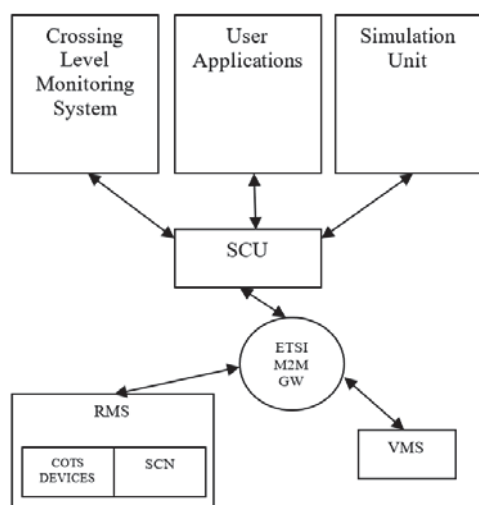 Crossing
Level
Monitoring
System
User
Applications
Simulation
Unit
SCU
ETSI
M2M
GW
RMS
COTS
DEVICES
SCN
VMS